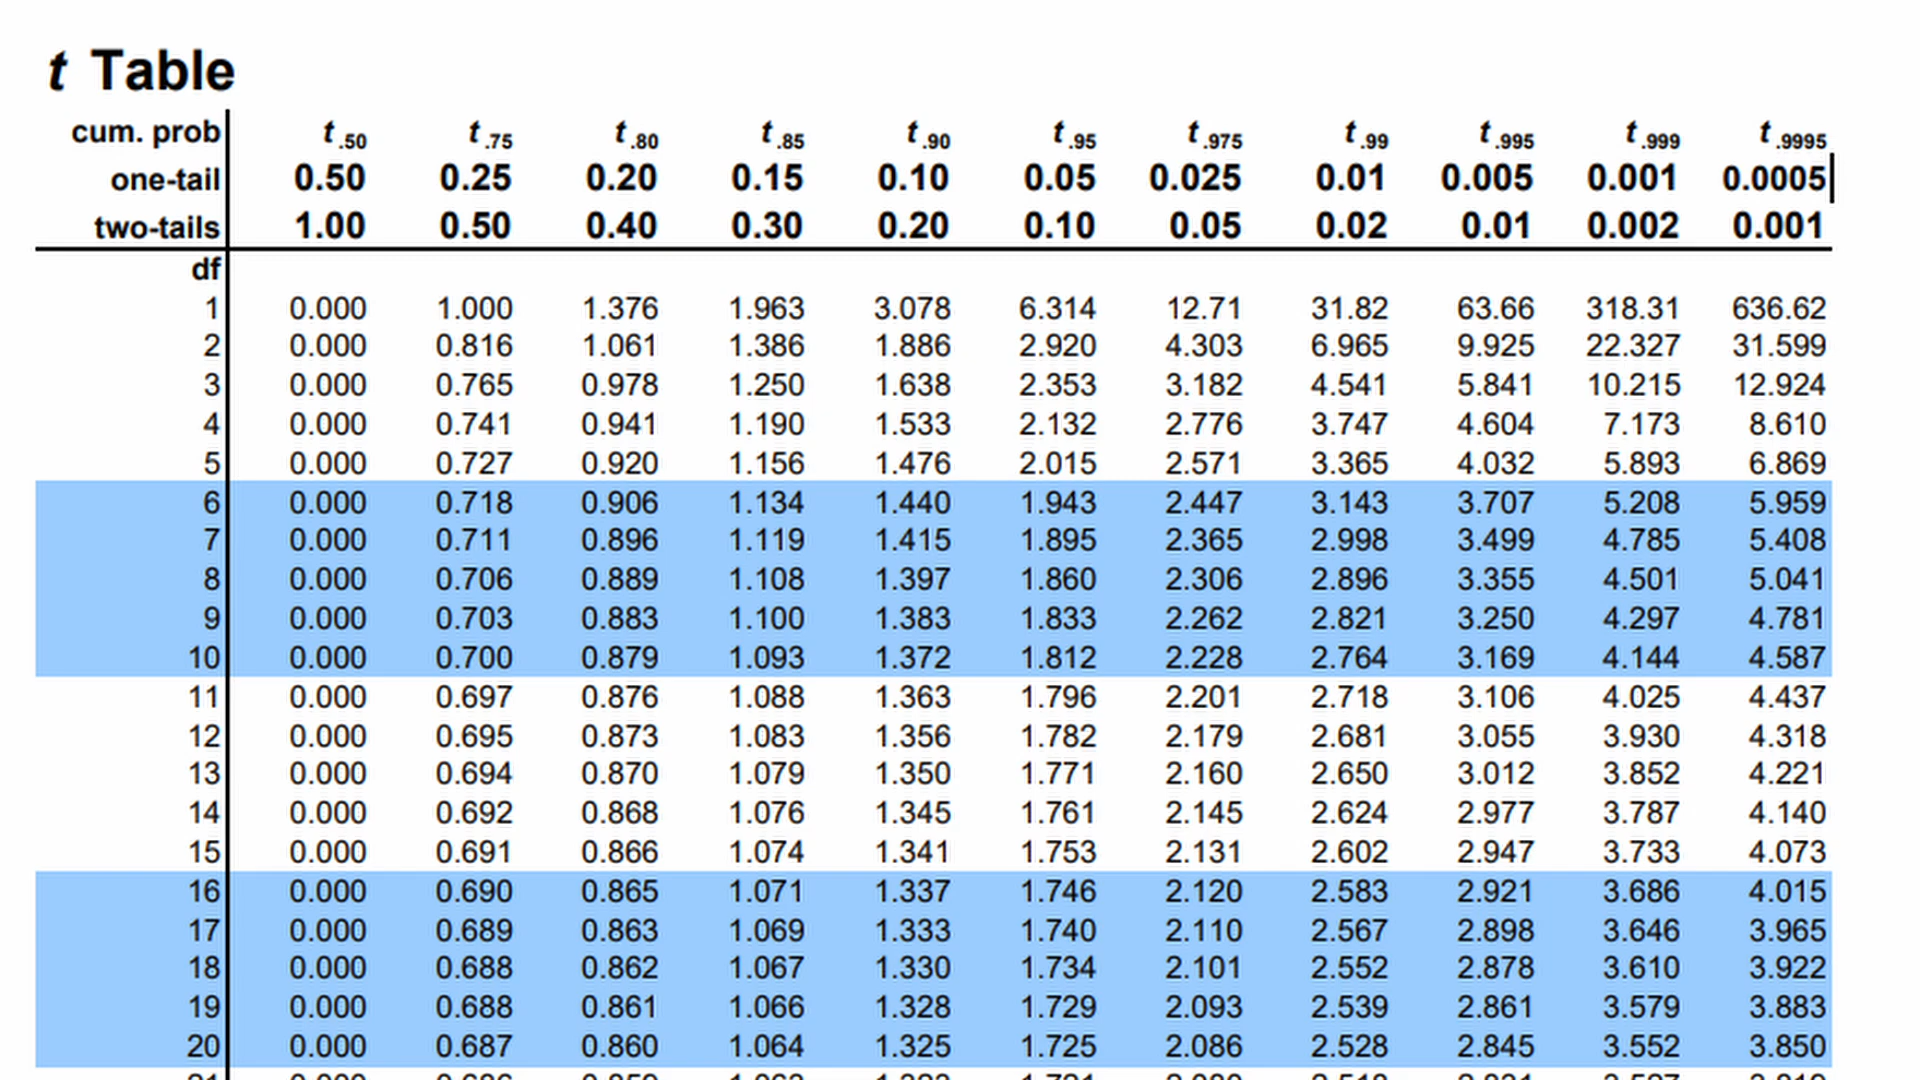 t Table
cum. prob t.50 t.75 t.80 t.85 t.90 t.95 t.975 t.99 t.995 t.999 t.9995
one-tail 0.50 0.25 0.20 0.15 0.10 0.05 0.025 0.01 0.005 0.001 0.0005
two-tails 1.00 0.50 0.40 0.30 0.20 0.10 0.05 0.02 0.01 0.002 0.001
df
1 0.000 1.000 1.376 1.963 3.078 6.314 12.71 31.82 63.66 318.31 636.62
2 0.000 0.816 1.061 1.386 1.886 2.920 4.303 6.965 9.925 22.327 31.599
3 0.000 0.765 0.978 1.250 1.638 2.353 3.182 4.541 5.841 10.215 12.924
4 0.000 0.741 0.941 1.190 1.533 2.132 2.776 3.747 4.604 7.173 8.610
5 0.000 0.727 0.920 1.156 1.476 2.015 2.571 3.365 4.032 5.893 6.869
6 0.000 0.718 0.906 1.134 1.440 1.943 2.447 3.143 3.707 5.208 5.959
7 0.000 0.711 0.896 1.119 1.415 1.895 2.365 2.998 3.499 4.785 5.408
8 0.000 0.706 0.889 1.108 1.397 1.860 2.306 2.896 3.355 4.501 5.041
9 0.000 0.703 0.883 1.100 1.383 1.833 2.262 2.821 3.250 4.297 4.781
10 0.000 0.700 0.879 1.093 1.372 1.812 2.228 2.764 3.169 4.144 4.587
11 0.000 0.697 0.876 1.088 1.363 1.796 2.201 2.718 3.106 4.025 4.437
12 0.000 0.695 0.873 1.083 1.356 1.782 2.179 2.681 3.055 3.930 4.318
13 0.000 0.694 0.870 1.079 1.350 1.771 2.160 2.650 3.012 3.852 4.221
14 0.000 0.692 0.868 1.076 1.345 1.761 2.145 2.624 2.977 3.787 4.140
15 0.000 0.691 0.866 1.074 1.341 1.753 2.131 2.602 2.947 3.733 4.073
16 0.000 0.690 0.865 1.071 1.337 1.746 2.120 2.583 2.921 3.686 4.015
17 0.000 0.689 0.863 1.069 1.333 1.740 2.110 2.567 2.898 3.646 3.965
18 0.000 0.688 0.862 1.067 1.330 1.734 2.101 2.552 2.878 3.610 3.922
19 0.000 0.688 0.861 1.066 1.328 1.729 2.093 2.539 2.861 3.579 3.883
20 0.000 0.687 0.860 1.064 1.325 1.725 2.086 2.528 2.845 3.552 3.850